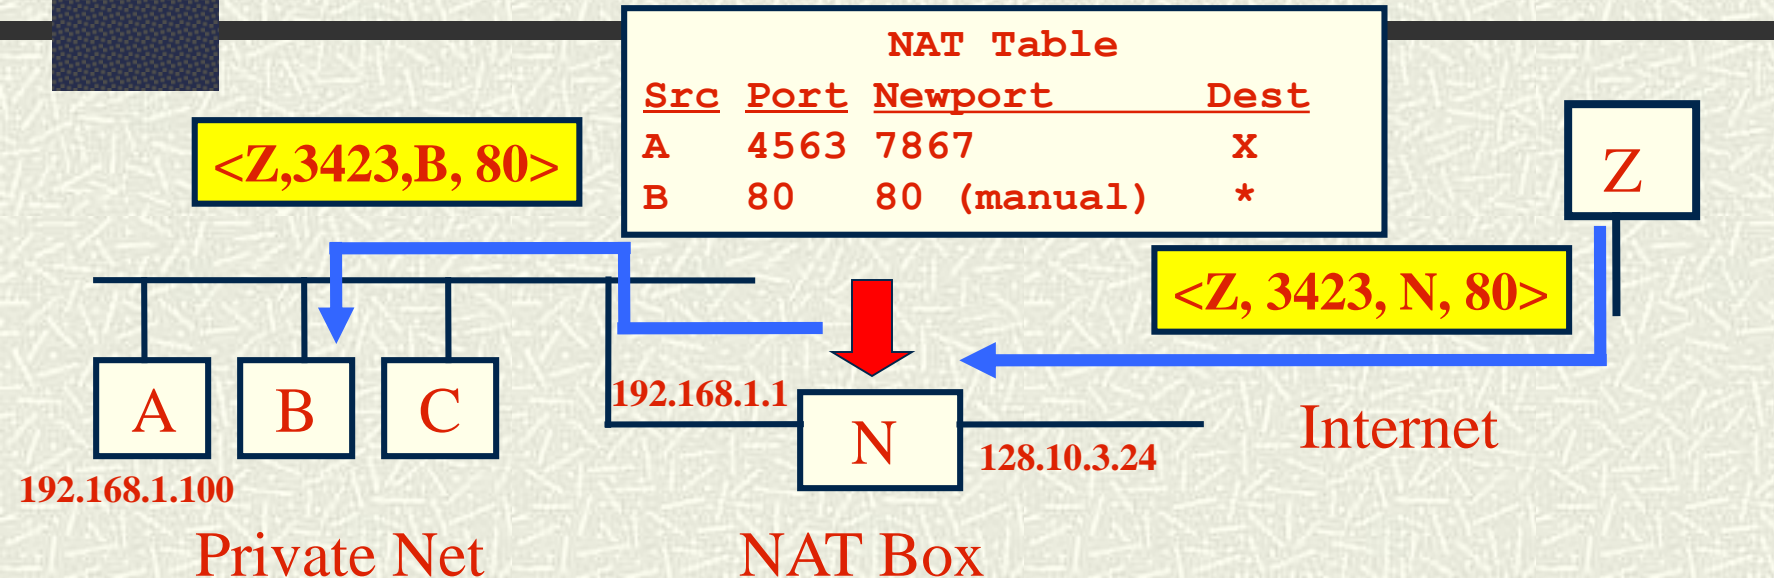 NAT Table
Src Port Newport Dest
A 4563 7867 X
B 80 80 (manual) *
<Z,3423,B, 80>
Z
<Z, 3423, N, 80>
A
B
C
192.168.1.1
N
128.10.3.24
Internet
192.168.1.100
Private Net
NAT Box